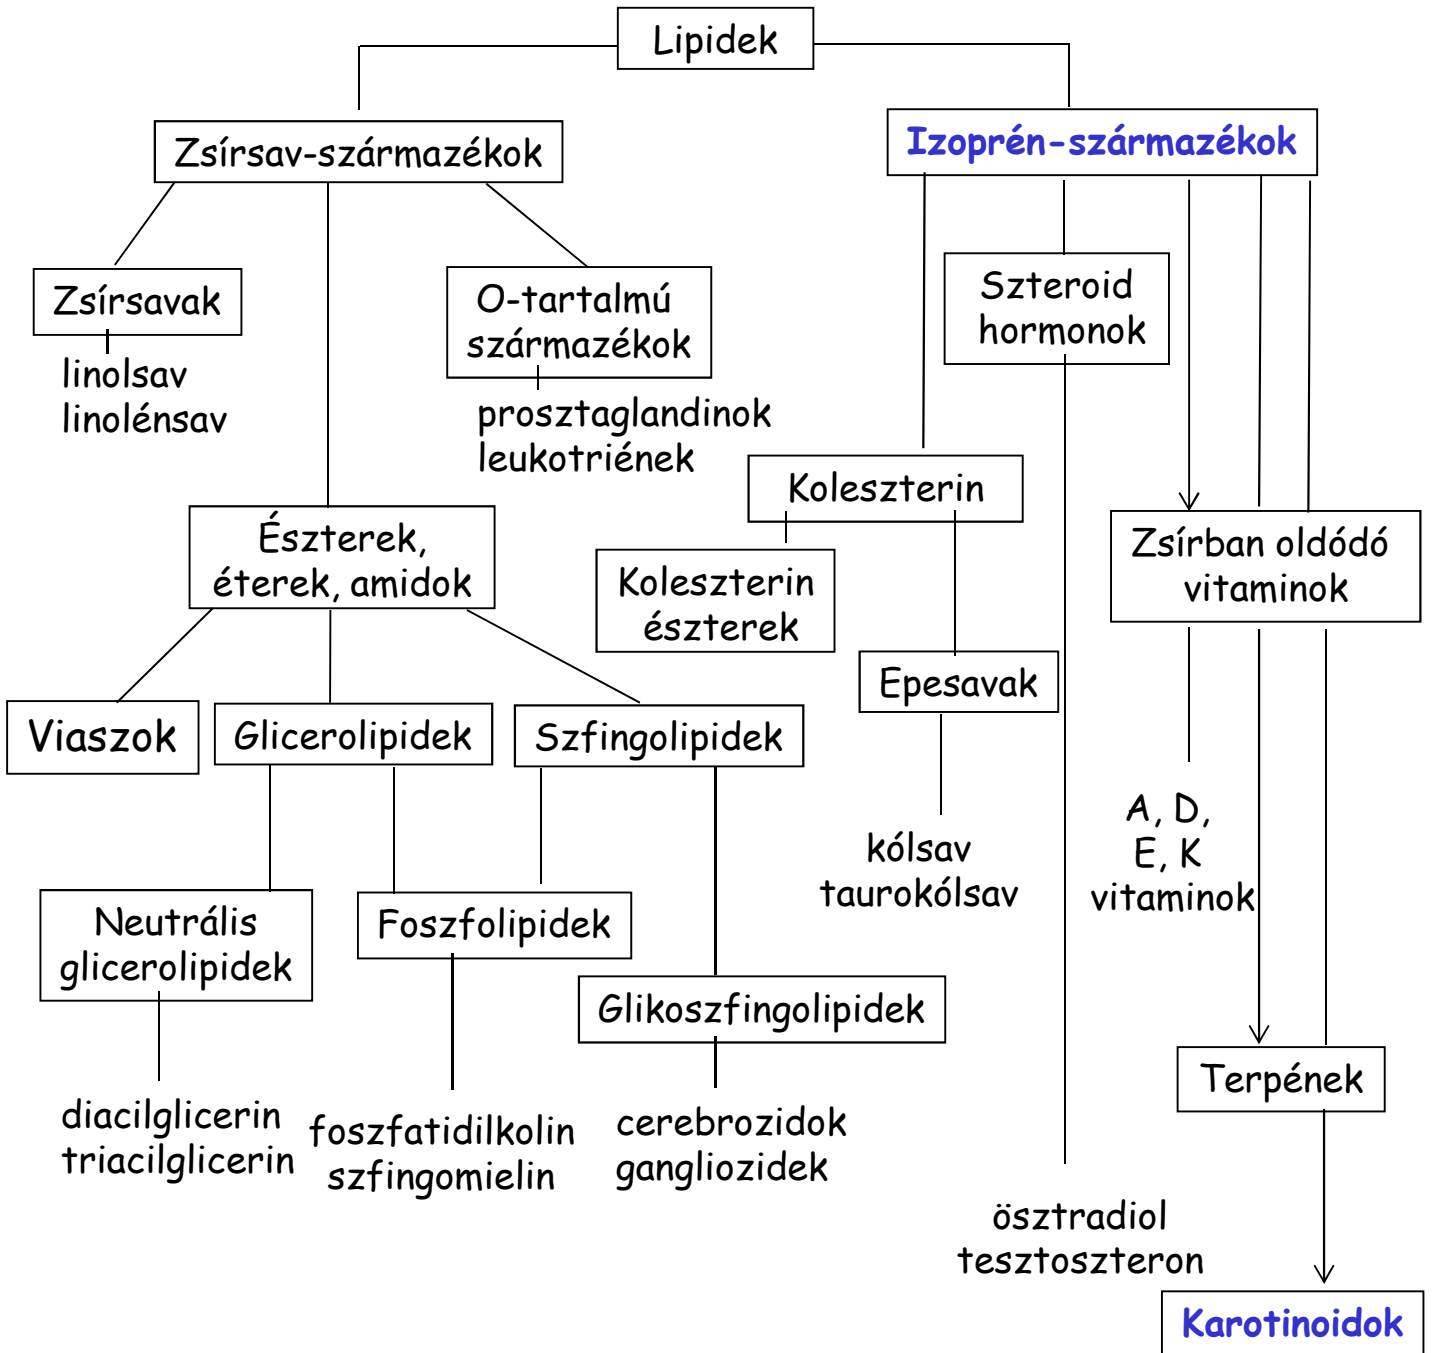 Lipidek
Zsírsav-származékok
Izoprén-származékok
Zsírsavak
linolsav
linolénsav
O-tartalmú
származékok
prosztaglandinok
leukotriének
Szteroid
hormonok
Koleszterin
Koleszterin
észterek
Észterek,
éterek, amidok
Zsírban oldódó
vitaminok
Epesavak
Viaszok
Glicerolipidek
Szfingolipidek
kólsav
taurokólsav
A, D,
E, K
vitaminok
Neutrális
glicerolipidek
Foszfolipidek
Glikoszfingolipidek
Terpének
diacilglicerin
triacilglicerin
foszfatidilkolin
szfingomielin
cerebrozidok
gangliozidek
ösztradiol
tesztoszteron
Karotinoidok